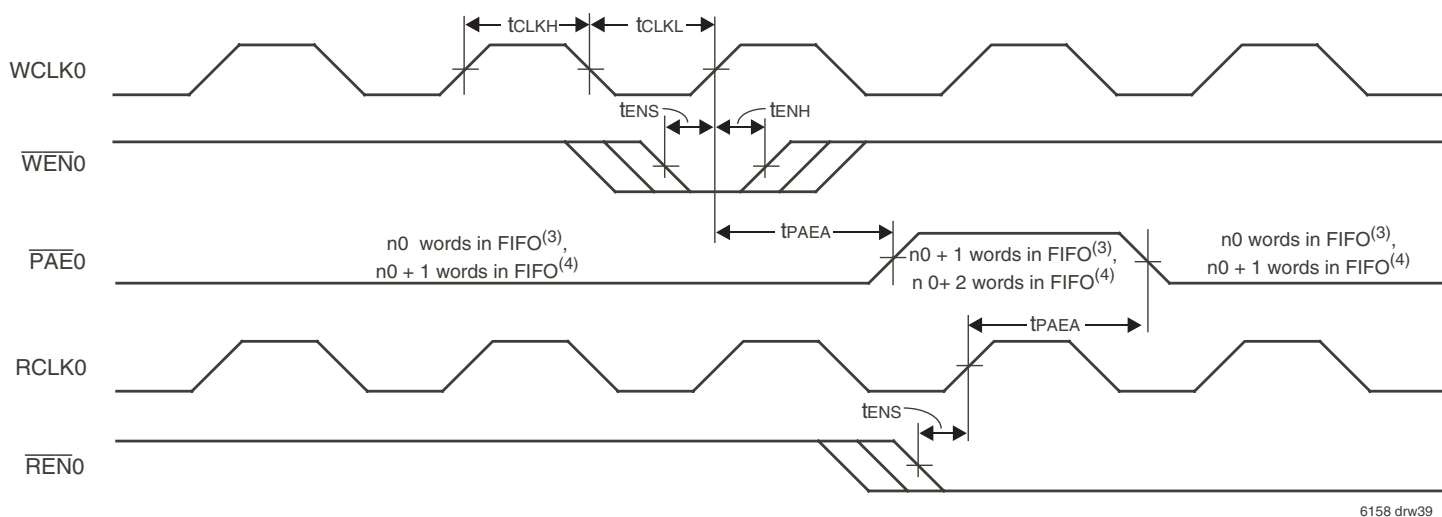 tCLKH
tCLKL
WCLK0
tENS
tENH
WEN0
tPAEA
n0 words in FIFO(3),
n0 + 1 words in FIFO(4)
PAE0
n0 + 1 words in FIFO(3),
n 0+ 2 words in FIFO(4)
n0 words in FIFO(3),
n0 + 1 words in FIFO(4)
tPAEA
RCLK0
tENS
REN0
6158 drw39